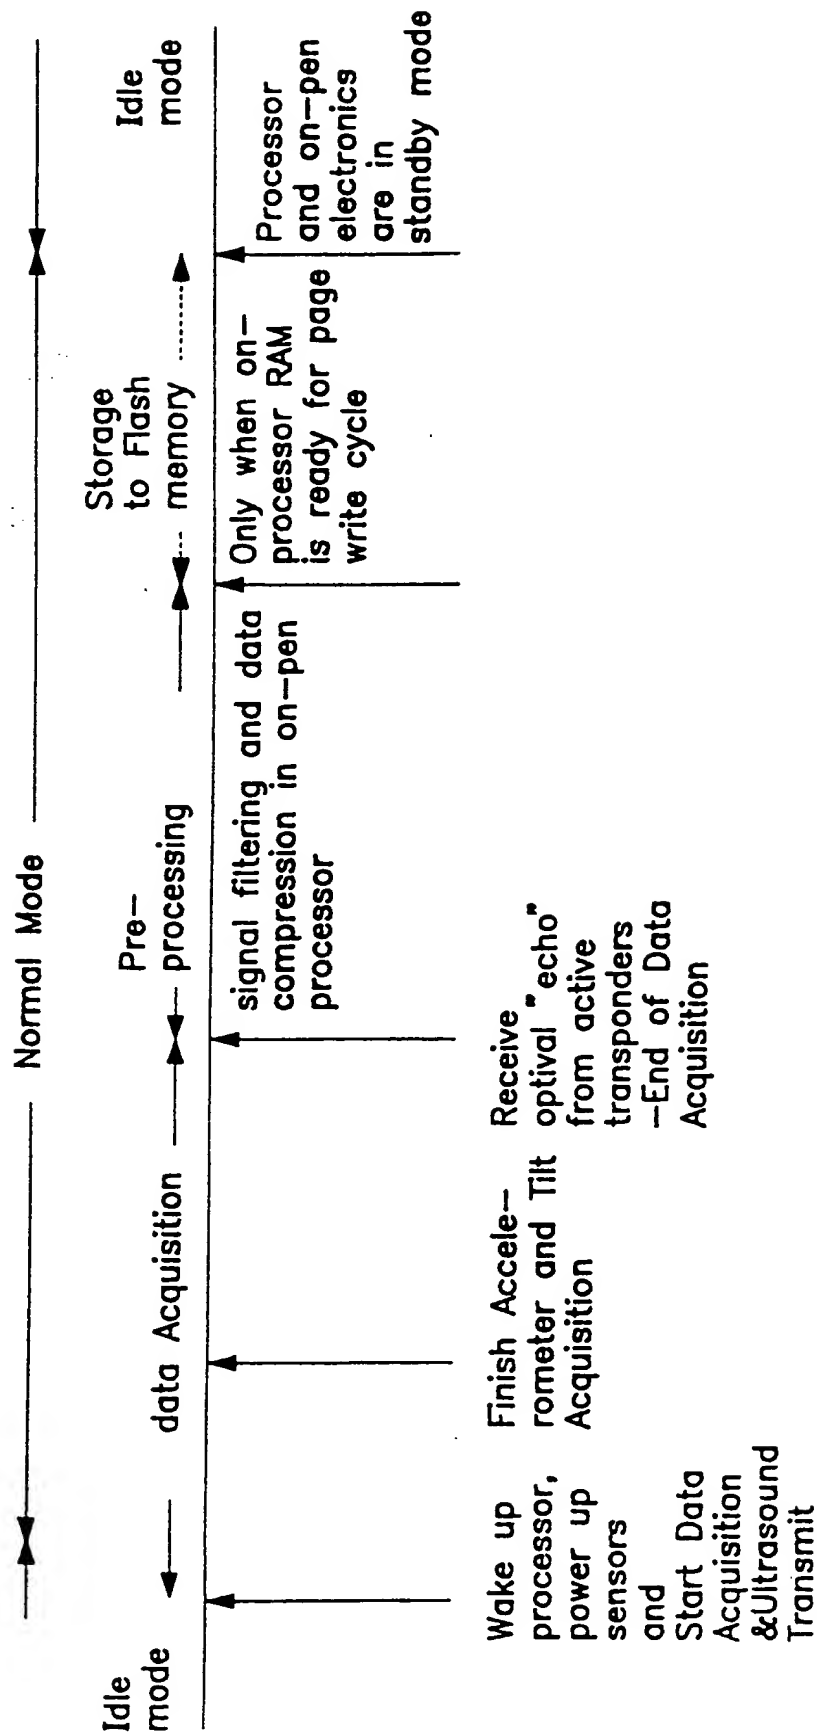 Normal Mode
Idle
mode
data Acquisition
Pre-
processing
Storage
to Flash
memory
Idle
mode
signal filtering and data
compression in on-pen
processor
Only when on-
processor RAM
is ready for page
write cycle
Processor
and on-pen
electronics
are in
standby mode
Wake up
processor,
power up
sensors
and
Start Data
Acquisition
&Ultrasound
Transmit
Finish Accele-
rometer and Tilt
Acquisition
Receive
optival "echo"
from active
transponders
-End of Data
Acquisition